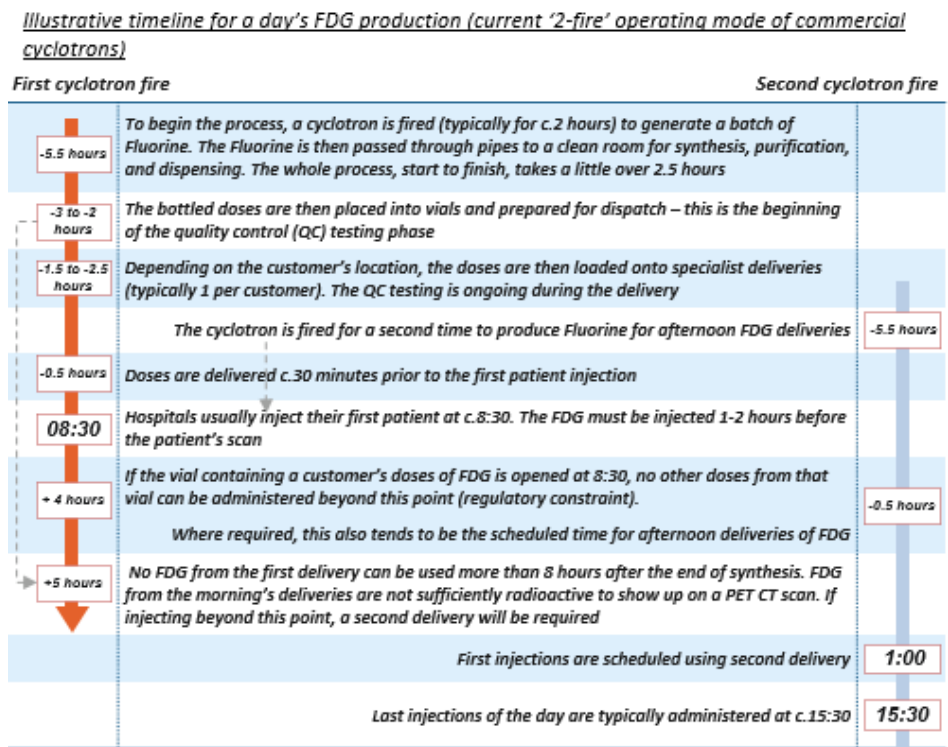 Illustrative timeline for a day's FDG production (current '2-fire' operating mode of commercial
cyclotrons)
First cyclotron fire
Second cyclotron fire
-5.5 hours
To begin the process, a cyclotron is fired (typically for c.2 hours) to generate a batch of
Fluorine. The Fluorine is then passed through pipes to a clean room for synthesis, purification,
and dispensing. The whole process, start to finish, takes a little over 2.5 hours
-3 to -2
hours
The bottled doses are then placed into vials and prepared for dispatch – this is the beginning
of the quality control (QC) testing phase
-1.5 to -2.5
hours
Depending on the customer's location, the doses are then loaded onto specialist deliveries
(typically 1 per customer). The QC testing is ongoing during the delivery
The cyclotron is fired for a second time to produce Fluorine for afternoon FDG deliveries
-5.5 hours
-0.5 hours
Doses are delivered c.30 minutes prior to the first patient injection
08:30
Hospitals usually inject their first patient at c.8:30. The FDG must be injected 1-2 hours before
the patient's scan
+ 4 hours
If the vial containing a customer's doses of FDG is opened at 8:30, no other doses from that
vial can be administered beyond this point (regulatory constraint).
Where required, this also tends to be the scheduled time for afternoon deliveries of FDG
-0.5 hours
+5 hours
No FDG from the first delivery can be used more than 8 hours after the end of synthesis. FDG
from the morning's deliveries are not sufficiently radioactive to show up on a PET CT scan. If
injecting beyond this point, a second delivery will be required
First injections are scheduled using second delivery
1:00
Last injections of the day are typically administered at c.15:30
15:30